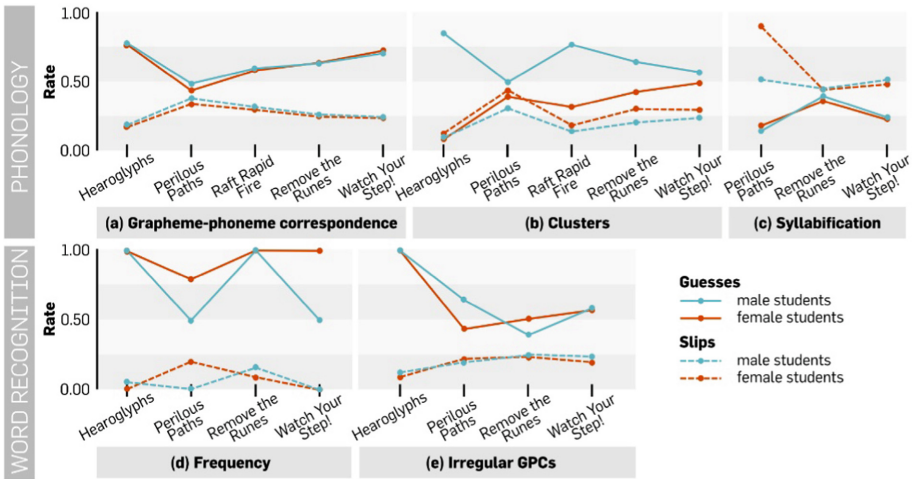 PHONOLOGY
Rate
1.00
0.50
0.00
Hearoglyphs
Perilous
Paths
Raft Rapid
Fire
Remove the
Runes
Watch Your
Step!
(a) Grapheme-phoneme correspondence
Hearoglyphs
Perilous
Paths
Raft Rapid
Fire
Remove the
Runes
Watch Your
Step!
(b) Clusters
Perilous
Paths
Remove the
Runes
Watch Your
Step!
(c) Syllabification
WORD RECOGNITION
Rate
1.00
0.50
0.00
Hearoglyphs
Perilous
Paths
Remove the
Runes
Watch Your
Step!
(d) Frequency
Hearoglyphs
Perilous
Paths
Remove the
Runes
Watch Your
Step!
(e) Irregular GPCs
Guesses
male students
female students
Slips
male students
female students